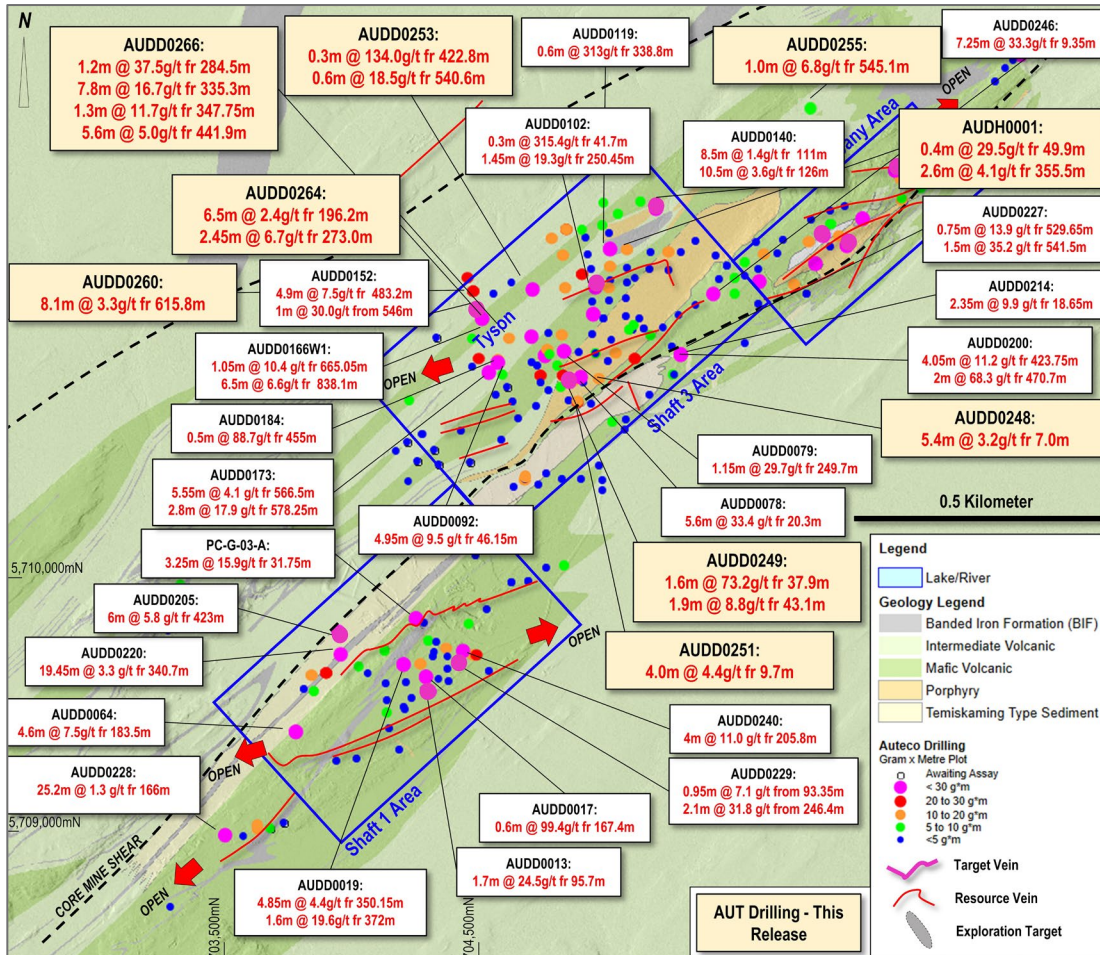 N
AUDD0266:
1.2m @ 37.5g/t fr 284.5m
7.8m @ 16.7g/t fr 335.3m
1.3m @ 11.7g/t fr 347.75m
5.6m @ 5.0g/t fr 441.9m
AUDD0253:
0.3m @ 134.0g/t fr 422.8m
0.6m @ 18.5g/t fr 540.6m
AUDD0119:
0.6m @ 313g/t fr 338.8m
AUDD0255:
1.0m @ 6.8g/t fr 545.1m
AUDD0246:
7.25m @ 33.3g/t fr 9.35m
OPEN
AUDD0102:
0.3m @ 315.4g/t fr 41.7m
1.45m @ 19.3g/t fr 250.45m
AUDD0140:
8.5m @ 1.4g/t fr 111m
10.5m @ 3.6g/t fr 126m
any Area
AUDH0001:
0.4m @ 29.5g/t fr 49.9m
2.6m @ 4.1g/t fr 355.5m
AUDD0264:
6.5m @ 2.4g/t fr 196.2m
2.45m @ 6.7g/t fr 273.0m
AUDD0227:
0.75m @ 13.9 g/t fr 529.65m
1.5m @ 35.2 g/t fr 541.5m
AUDD0260:
8.1m @ 3.3g/t fr 615.8m
AUDD0152:
4.9m @ 7.5g/t fr 483.2m
1m @ 30.0g/t from 546m
AUDD0214:
2.35m @ 9.9 g/t fr 18.65m
Tyson
AUDD0166W1:
1.05m @ 10.4 g/t fr 665.05m
6.5m @ 6.6g/t fr 838.1m
OPEN
AUDD0200:
4.05m @ 11.2 g/t fr 423.75m
2m @ 68.3 g/t fr 470.7m
Shaft 3 Area
AUDD0184:
0.5m @ 88.7g/t fr 455m
AUDD0248:
5.4m @ 3.2g/t fr 7.0m
AUDD0079:
1.15m @ 29.7g/t fr 249.7m
AUDD0173:
5.55m @ 4.1 g/t fr 566.5m
2.8m @ 17.9 g/t fr 578.25m
AUDD0078:
5.6m @ 33.4 g/t fr 20.3m
0.5 Kilometer
AUDD0092:
4.95m @ 9.5 g/t fr 46.15m
PC-G-03-A:
3.25m @ 15.9g/t fr 31.75m
AUDD0249:
1.6m @ 73.2g/t fr 37.9m
1.9m @ 8.8g/t fr 43.1m
5,710,000mN
AUDD0205:
6m @ 5.8 g/t fr 423m
OPEN
AUDD0251:
4.0m @ 4.4g/t fr 9.7m
AUDD0220:
19.45m @ 3.3 g/t fr 340.7m
AUDD0064:
4.6m @ 7.5g/t fr 183.5m
AUDD0240:
4m @ 11.0 g/t fr 205.8m
OPEN
AUDD0228:
25.2m @ 1.3 g/t fr 166m
AUDD0229:
0.95m @ 7.1 g/t from 93.35m
2.1m @ 31.8 g/t from 246.4m
5,709,000mN
AUDD0017:
0.6m @ 99.4g/t fr 167.4m
Shaft 1 Area
CORE MINE SHEAR
OPEN
AUDD0013:
1.7m @ 24.5g/t fr 95.7m
AUDD0019:
4.85m @ 4.4g/t fr 350.15m
1.6m @ 19.6g/t fr 372m
703,500mN
704,500mN
AUT Drilling - This
Release
Legend
Lake/River
Geology Legend
Banded Iron Formation (BIF)
Intermediate Volcanic
Mafic Volcanic
Porphyry
Temiskaming Type Sediment
Auteco Drilling
Gram x Metre Plot
Awaiting Assay
< 30 g*m
20 to 30 g*m
10 to 20 g*m
5 to 10 g*m
<5 g*m
Target Vein
Resource Vein
Exploration Target